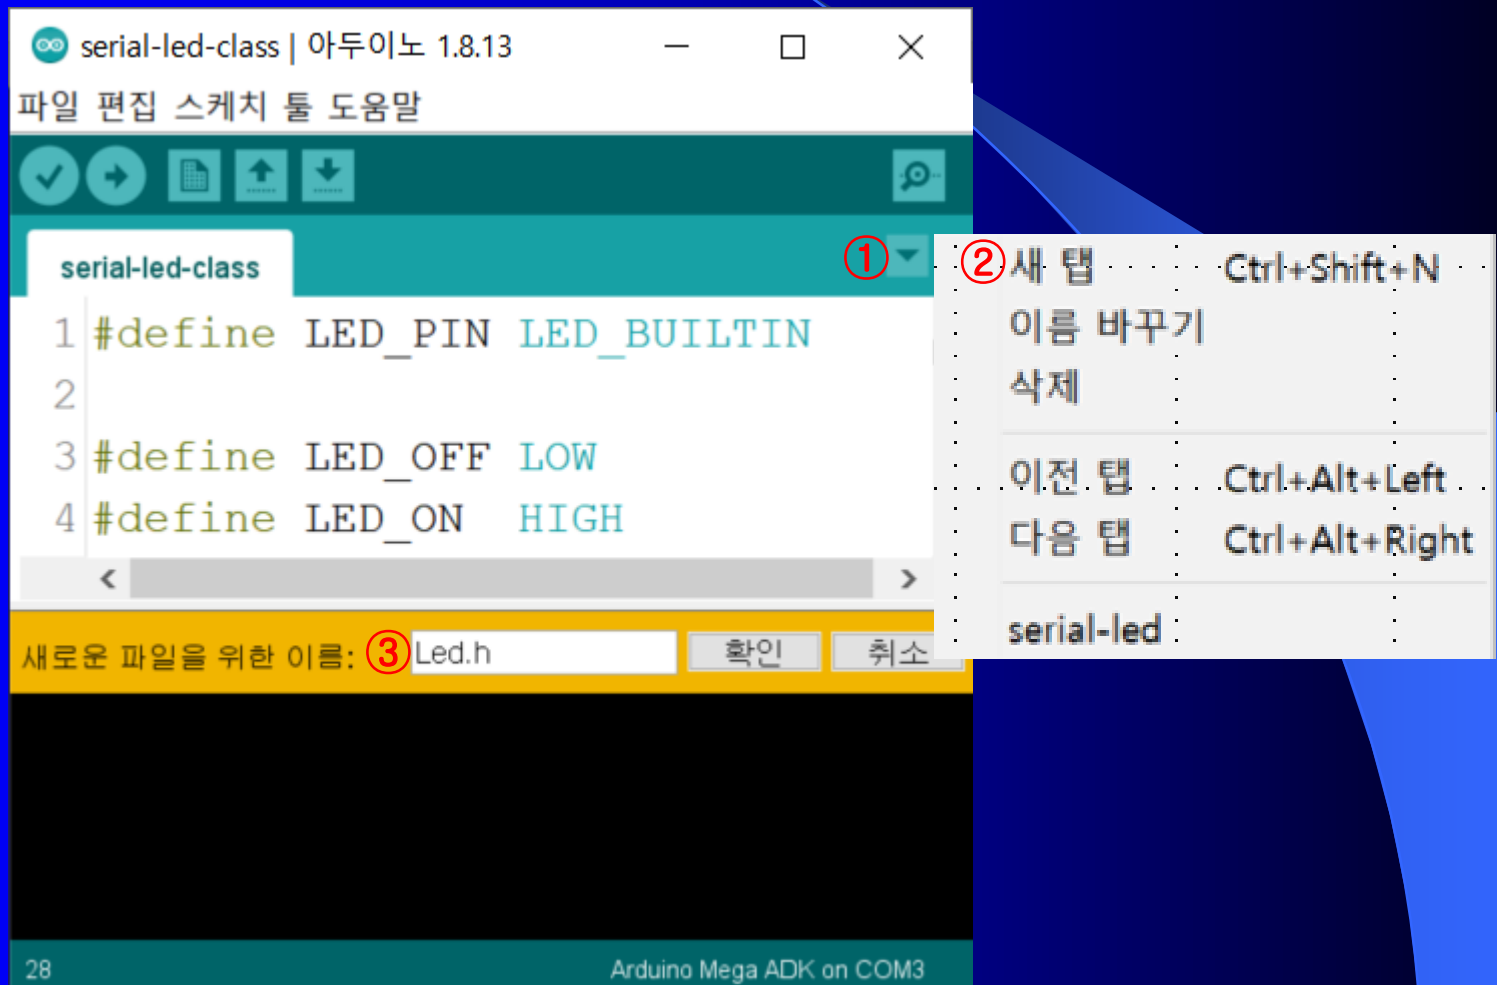 serial-led-class | 아두이노 1.8.13
파일 편집 스케치 툴 도움말
serial-led-class
①
② 새 탭 Ctrl+Shift+N
이름 바꾸기
삭제
이전 탭 Ctrl+Alt+Left
다음 탭 Ctrl+Alt+Right
serial-led
1 #define LED_PIN LED_BUILTIN
2
3 #define LED_OFF LOW
4 #define LED_ON HIGH
새로운 파일을 위한 이름: ③ Led.h 확인 취소
28 Arduino Mega ADK on COM3